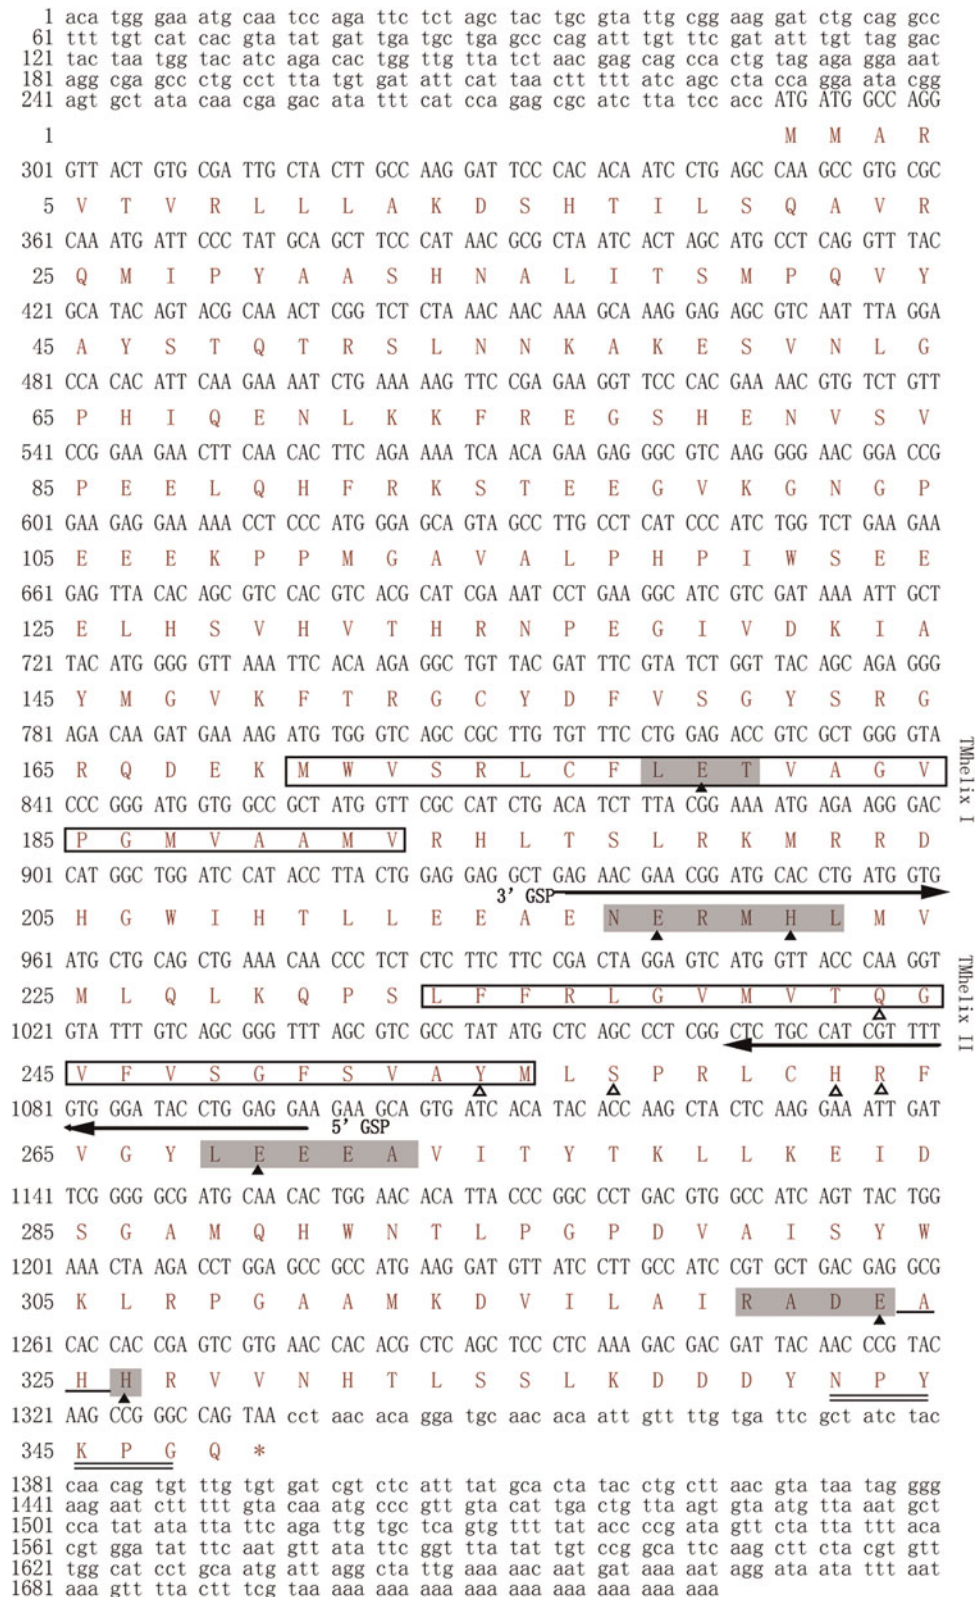 1 aca tgg gaa atg caa tcc aga ttc tct agc tac tgc gta ttg cgg aag gat ctg cag gcc
61 ttt tgt cat cac gta tat gat tga tgc tga gcc cag att tgt ttc gat att tgt tag gac
121 tac taa tgg tac atc aga cac tgg ttg tta tct aac gag cag cca ctg tag aga gga aat
181 agg cga gcc ctg cct tta tgt gat att cat taa ctt ttt atc agc cta cca gga ata cgg
241 agt gct ata caa cga gac ata ttt cat cca gag cgc atc tta tcc acc ATG ATG GCC AGG
1 M M A R
301 GTT ACT GTG CGA TTG CTA CTT GCC AAG GAT TCC CAC ACA ATC CTG AGC CAA GCC GTG CGC
5 V T V R L L L A K D S H T I L S Q A V R
361 CAA ATG ATT CCC TAT GCA GCT TCC CAT AAC GCG CTA ATC ACT AGC ATG CCT CAG GTT TAC
25 Q M I P Y A A S H N A L I T S M P Q V Y
421 GCA TAC AGT ACG CAA ACT CGG TCT CTA AAC AAC AAA GCA AAG GAG AGC GTC AAT TTA GGA
45 A Y S T Q T R S L N N K A K E S V N L G
481 CCA CAC ATT CAA GAA AAT CTG AAA AAG TTC CGA GAA GGT TCC CAC GAA AAC GTG TCT GTT
65 P H I Q E N L K K F R E G S H E N V S V
541 CCG GAA GAA CTT CAA CAC TTC AGA AAA TCA ACA GAA GAG GGC GTC AAG GGG AAC GGA CCG
85 P E E L Q H F R K S T E E G V K G N G P
601 GAA GAG GAA AAA CCT CCC ATG GGA GCA GTA GCC TTG CCT CAT CCC ATC TGG TCT GAA GAA
105 E E E K P P M G A V A L P H P I W S E E
661 GAG TTA CAC AGC GTC CAC GTC ACG CAT CGA AAT CCT GAA GGC ATC GTC GAT AAA ATT GCT
125 E L H S V H V T H R N P E G I V D K I A
721 TAC ATG GGG GTT AAA TTC ACA AGA GGC TGT TAC GAT TTC GTA TCT GGT TAC AGC AGA GGG
145 Y M G V K F T R G C Y D F V S G Y S R G
781 AGA CAA GAT GAA AAG ATG TGG GTC AGC CGC TTG TGT TTC CTG GAG ACC GTC GCT GGG GTA
165 R Q D E K M W V S R L C F L E T V A G V TMhelix I
841 CCC GGG ATG GTG GCC GCT ATG GTT CGC CAT CTG ACA TCT TTA CGG AAA ATG AGA AGG GAC
185 P G M V A A M V R H L T S L R K M R R D
901 CAT GGC TGG ATC CAT ACC TTA CTG GAG GAG GCT GAG AAC GAA CGG ATG CAC CTG ATG GTG
3' GSP
205 H G W I H T L L E E A E N E R M H L M V
961 ATG CTG CAG CTG AAA CAA CCC TCT CTC TTC TTC CGA CTA GGA GTC ATG GTT ACC CAA GGT
225 M L Q L K Q P S L F F R L G V M V T Q G TMhelix II
1021 GTA TTT GTC AGC GGG TTT AGC GTC GCC TAT ATG CTC AGC CCT CGG CTC TGC CAT CGT TTT
245 V F V S G F S V A Y M L S P R L C H R F
1081 GTG GGA TAC CTG GAG GAA GAA GCA GTG ATC ACA TAC ACC AAG CTA CTC AAG GAA ATT GAT
5' GSP
265 V G Y L E E E A V I T Y T K L L K E I D
1141 TCG GGG GCG ATG CAA CAC TGG AAC ACA TTA CCC GGC CCT GAC GTG GCC ATC AGT TAC TGG
285 S G A M Q H W N T L P G P D V A I S Y W
1201 AAA CTA AGA CCT GGA GCC GCC ATG AAG GAT GTT ATC CTT GCC ATC CGT GCT GAC GAG GCG
305 K L R P G A A M K D V I L A I R A D E A
1261 CAC CAC CGA GTC GTG AAC CAC ACG CTC AGC TCC CTC AAA GAC GAC GAT TAC AAC CCG TAC
325 H H R V V N H T L S S L K D D D Y N P Y
1321 AAG CCG GGC CAG TAA cct aac aca gga tgc aac aca att gtt ttg tga ttc gct atc tac
345 K P G Q *
1381 caa cag tgt ttg tgt gat cgt ctc att tat gca cta tac ctg ctt aac gta taa tag ggg
1441 aag aat ctt ttt gta caa atg ccc gtt gta cat tga ctg tta agt gta atg tta aat gct
1501 cca tat ata tta ttc aga ttg tgc tca gtg ttt tat acc ccg ata gtt cta tta ttt aca
1561 cgt gga tat ttc aat gtt ata ttc ggt tta tat tgt ccg gca ttc aag ctt cta cgt gtt
1621 tgg cat cct gca atg att agg cta ttg aaa aac aat gat aaa aat agg ata tat ttt aat
1681 aaa gtt tta ctt tcg taa aaa aaa aaa aaa aaa aaa aaa aaa aaa